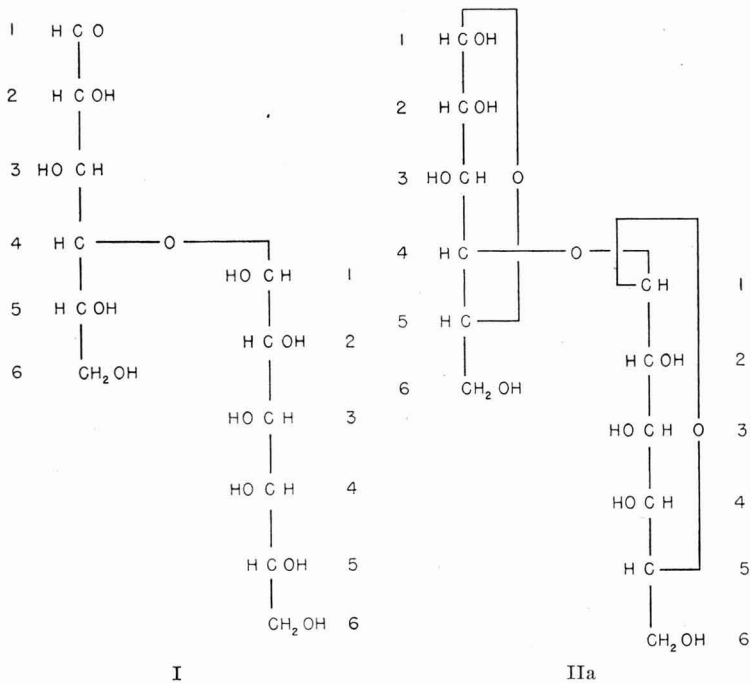 1 H C O
2 H C OH
3 HO C H
4 H C O
HO C H 1
5 H C OH
H C OH 2
6 CH2 OH
HO C H 3
HO C H 4
H C OH 5
CH2 OH 6
I
1 H C OH
2 H C OH
3 HO C H O
4 H C O
C H 1
5 H C
H C OH 2
6 CH2 OH
HO C H O 3
HO C H 4
H C 5
CH2 OH 6
IIa